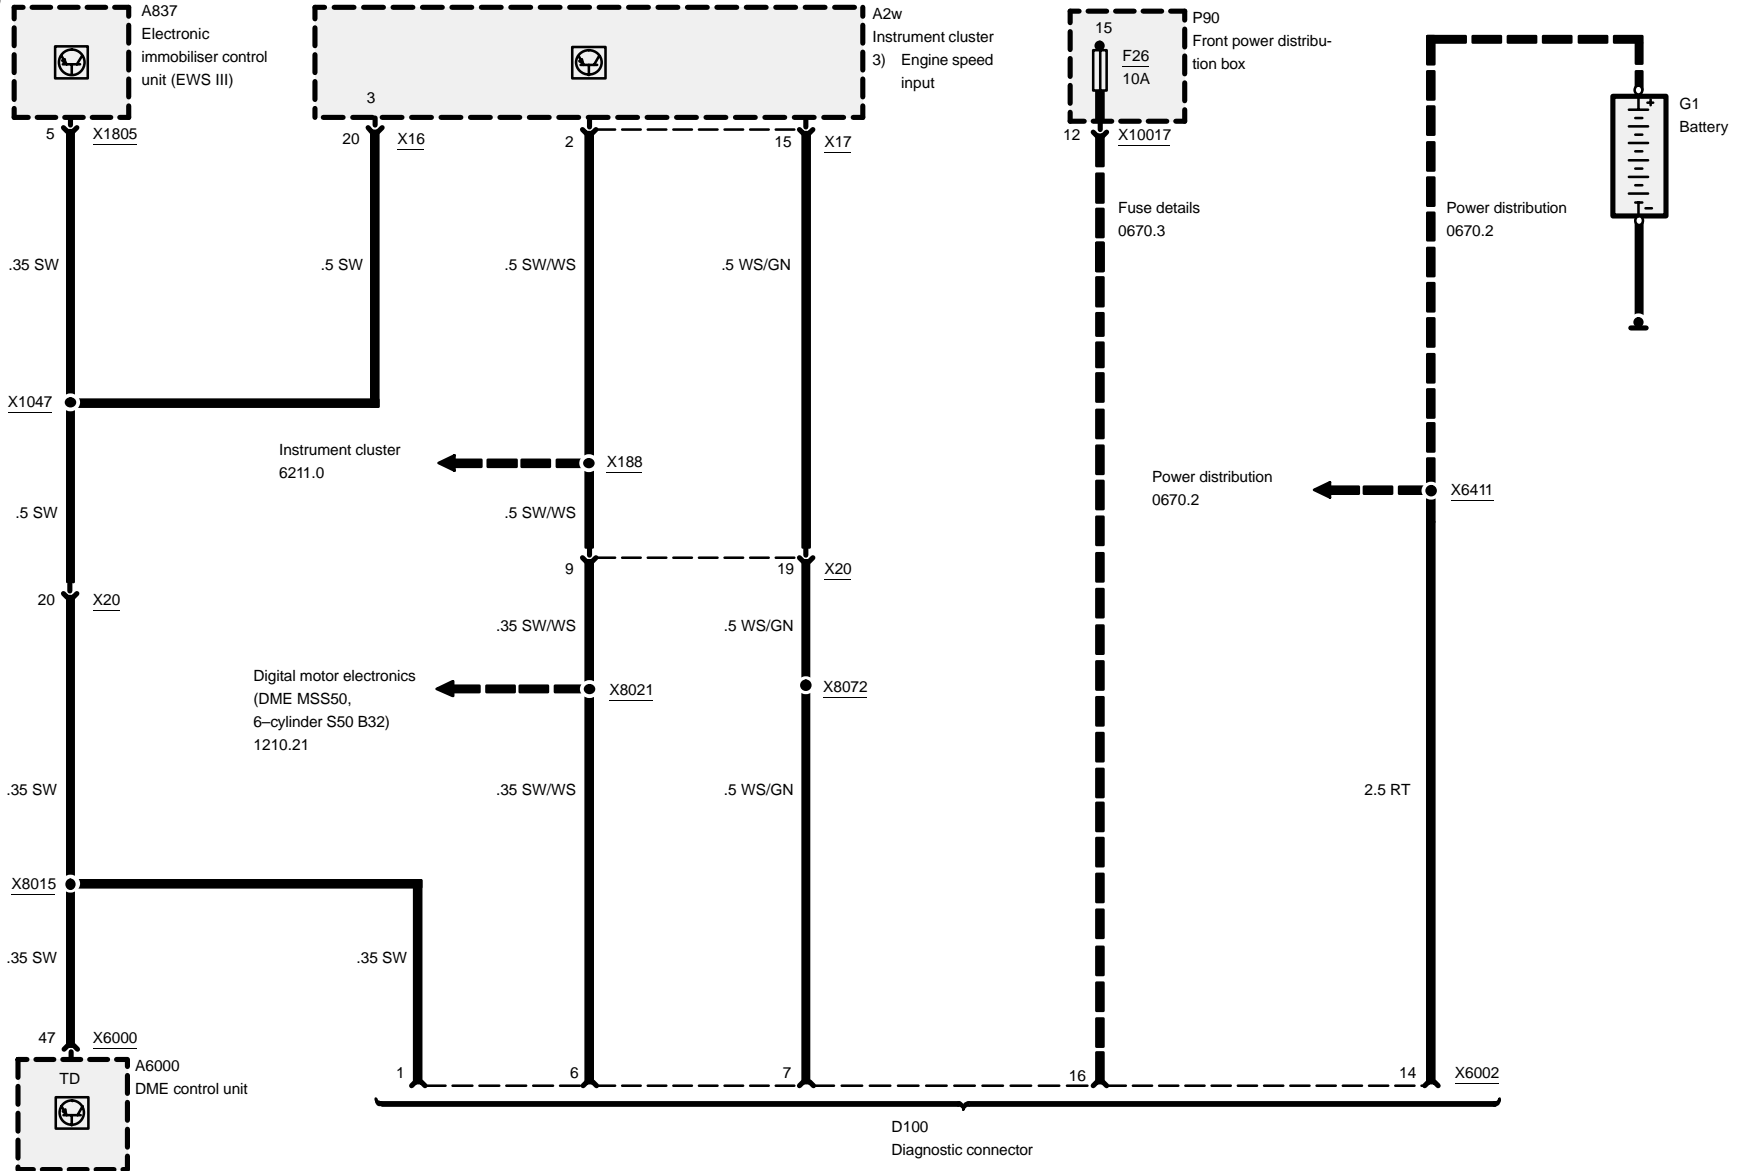 A837
Electronic
immobiliser control
unit (EWS III)
A2w
Instrument cluster
3) Engine speed
input
P90
Front power distribu-
tion box
15
F26
10A
G1
Battery
+
−
3
5 X1805
20 X16
2
15 X17
12 X10017
Fuse details
0670.3
Power distribution
0670.2
.35 SW
.5 SW
.5 SW/WS
.5 WS/GN
X1047
Instrument cluster
6211.0
X188
Power distribution
0670.2
X6411
.5 SW
.5 SW/WS
9
19 X20
20 X20
.35 SW/WS
.5 WS/GN
Digital motor electronics
(DME MSS50,
6–cylinder S50 B32)
1210.21
X8021
X8072
.35 SW
.35 SW/WS
.5 WS/GN
2.5 RT
X8015
.35 SW
.35 SW
47 X6000
A6000
DME control unit
TD
1
6
7
16
14 X6002
D100
Diagnostic connector